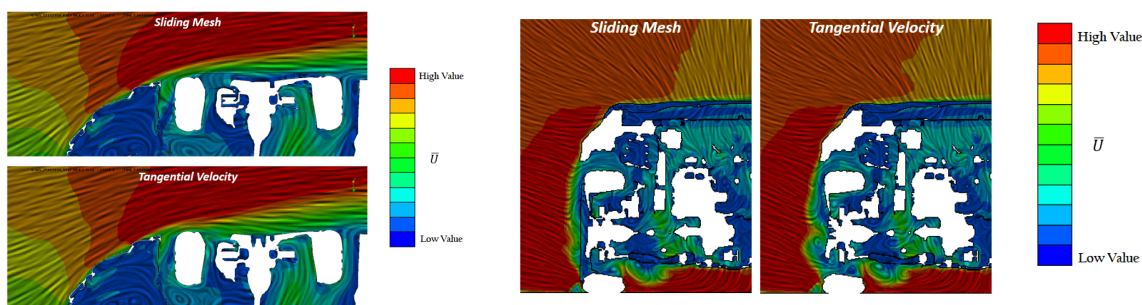 Sliding Mesh
High Value
U̅
Low Value
Tangential Velocity
Sliding Mesh
Tangential Velocity
High Value
U̅
Low Value